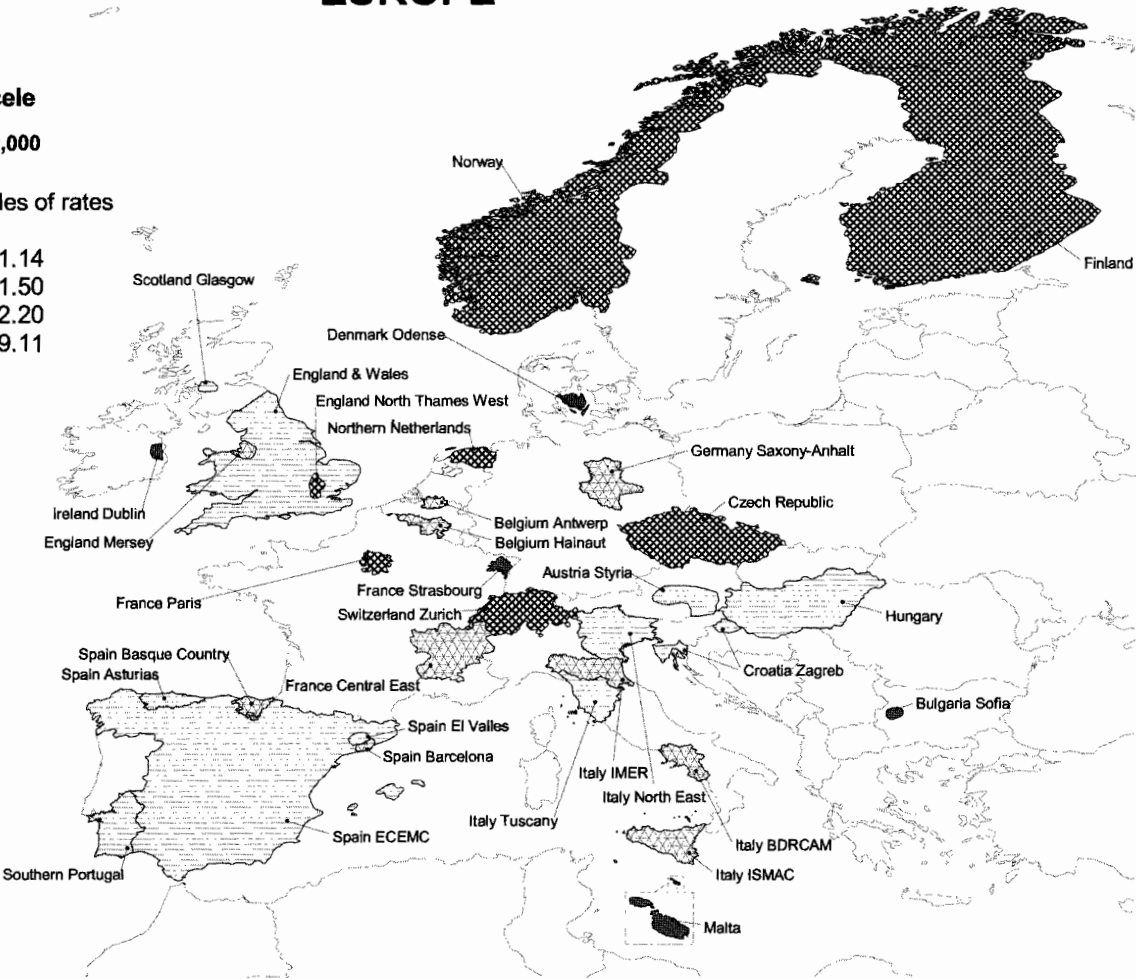 EUROPE
cele
,000
les of rates
1.14
1.50
2.20
9.11
Norway
Finland
Scotland Glasgow
Denmark Odense
England & Wales
England North Thames West
Northern Netherlands
Germany Saxony-Anhalt
Czech Republic
Ireland Dublin
Belgium Antwerp
England Mersey
Belgium Hainaut
Austria Styria
France Strasbourg
France Paris
Switzerland Zurich
Hungary
Spain Basque Country
Croatia Zagreb
Spain Asturias
France Central East
Bulgaria Sofia
Spain El Valles
Spain Barcelona
Italy IMER
Italy North East
Italy Tuscany
Spain ECEMC
Italy BDRCAM
Southern Portugal
Italy ISMAC
Malta